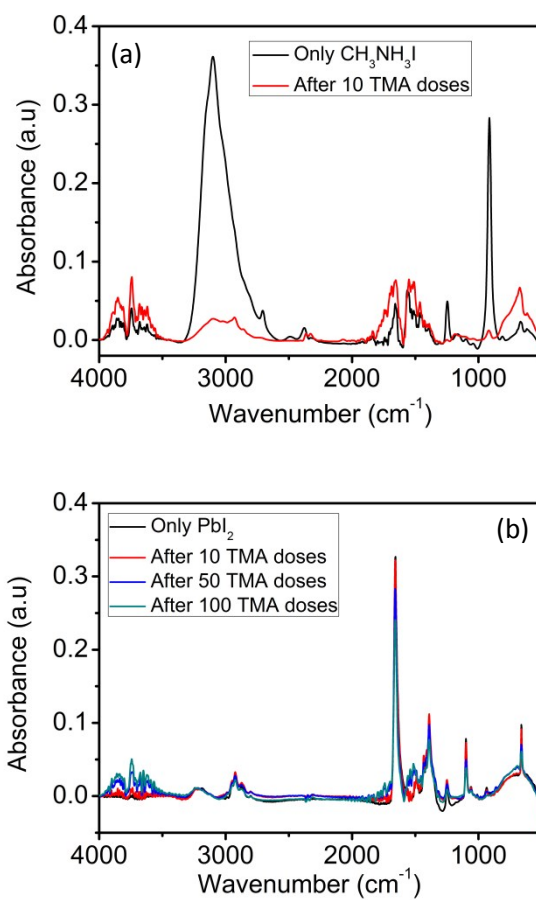 (a)
Only CH₃NH₃I
After 10 TMA doses
Absorbance (a.u)
0.4
0.3
0.2
0.1
0.0
4000 3000 2000 1000
Wavenumber (cm⁻¹)
(b)
Only PbI₂
After 10 TMA doses
After 50 TMA doses
After 100 TMA doses
Absorbance (a.u)
0.4
0.3
0.2
0.1
0.0
4000 3000 2000 1000
Wavenumber (cm⁻¹)